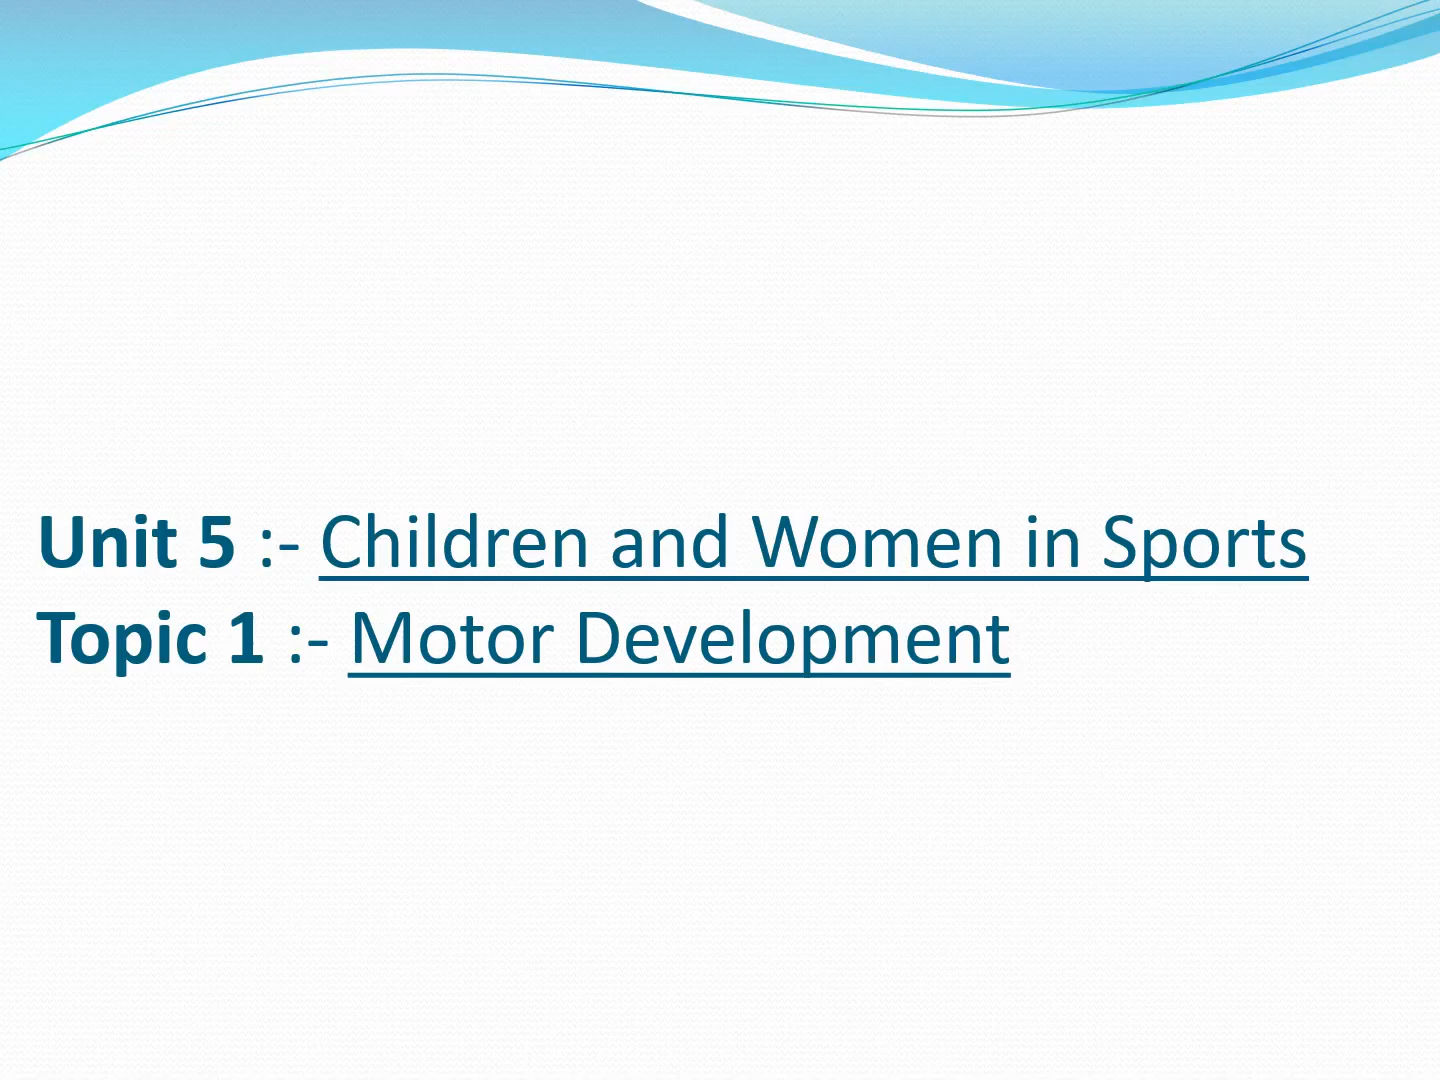 Unit 5 :- Children and Women in Sports
Topic 1 :- Motor Development